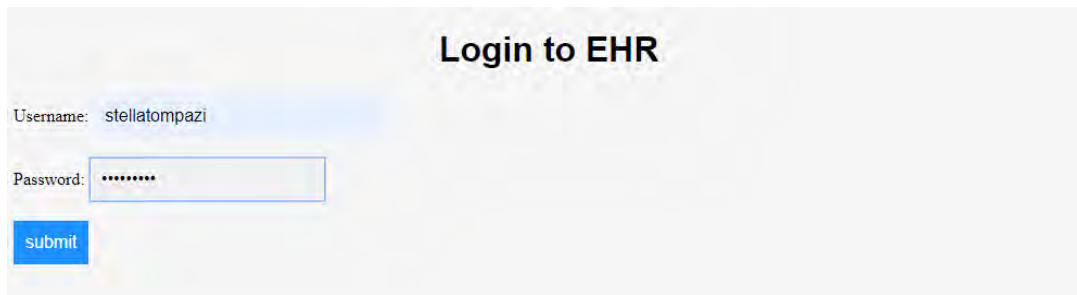 Login to EHR
Username: stellatompazi
Password: •••••••••
submit